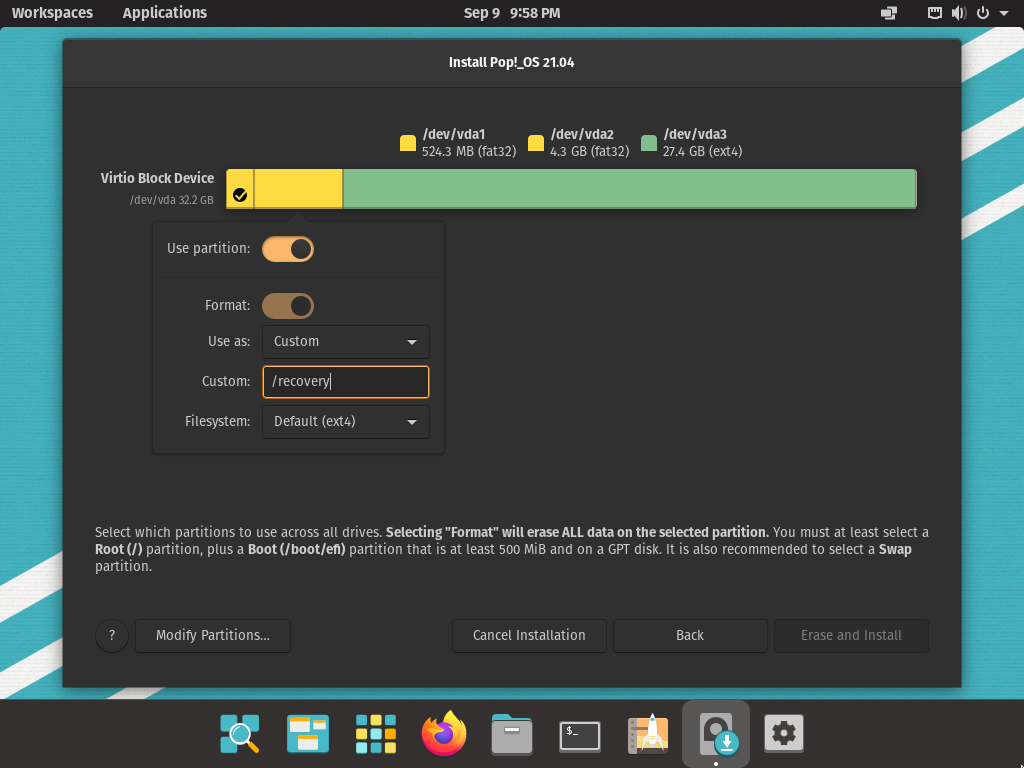 Workspaces Applications Sep 9 9:58 PM
Install Pop!_OS 21.04
/dev/vda1 /dev/vda2 /dev/vda3
524.3 MB (fat32) 4.3 GB (fat32) 27.4 GB (ext4)
Virtio Block Device
/dev/vda 32.2 GB
Use partition:
Format:
Use as: Custom
Custom: /recovery
Filesystem: Default (ext4)
Select which partitions to use across all drives. Selecting "Format" will erase ALL data on the selected partition. You must at least select a
Root (/) partition, plus a Boot (/boot/efi) partition that is at least 500 MiB and on a GPT disk. It is also recommended to select a Swap
partition.
? Modify Partitions... Cancel Installation Back Erase and Install
$_